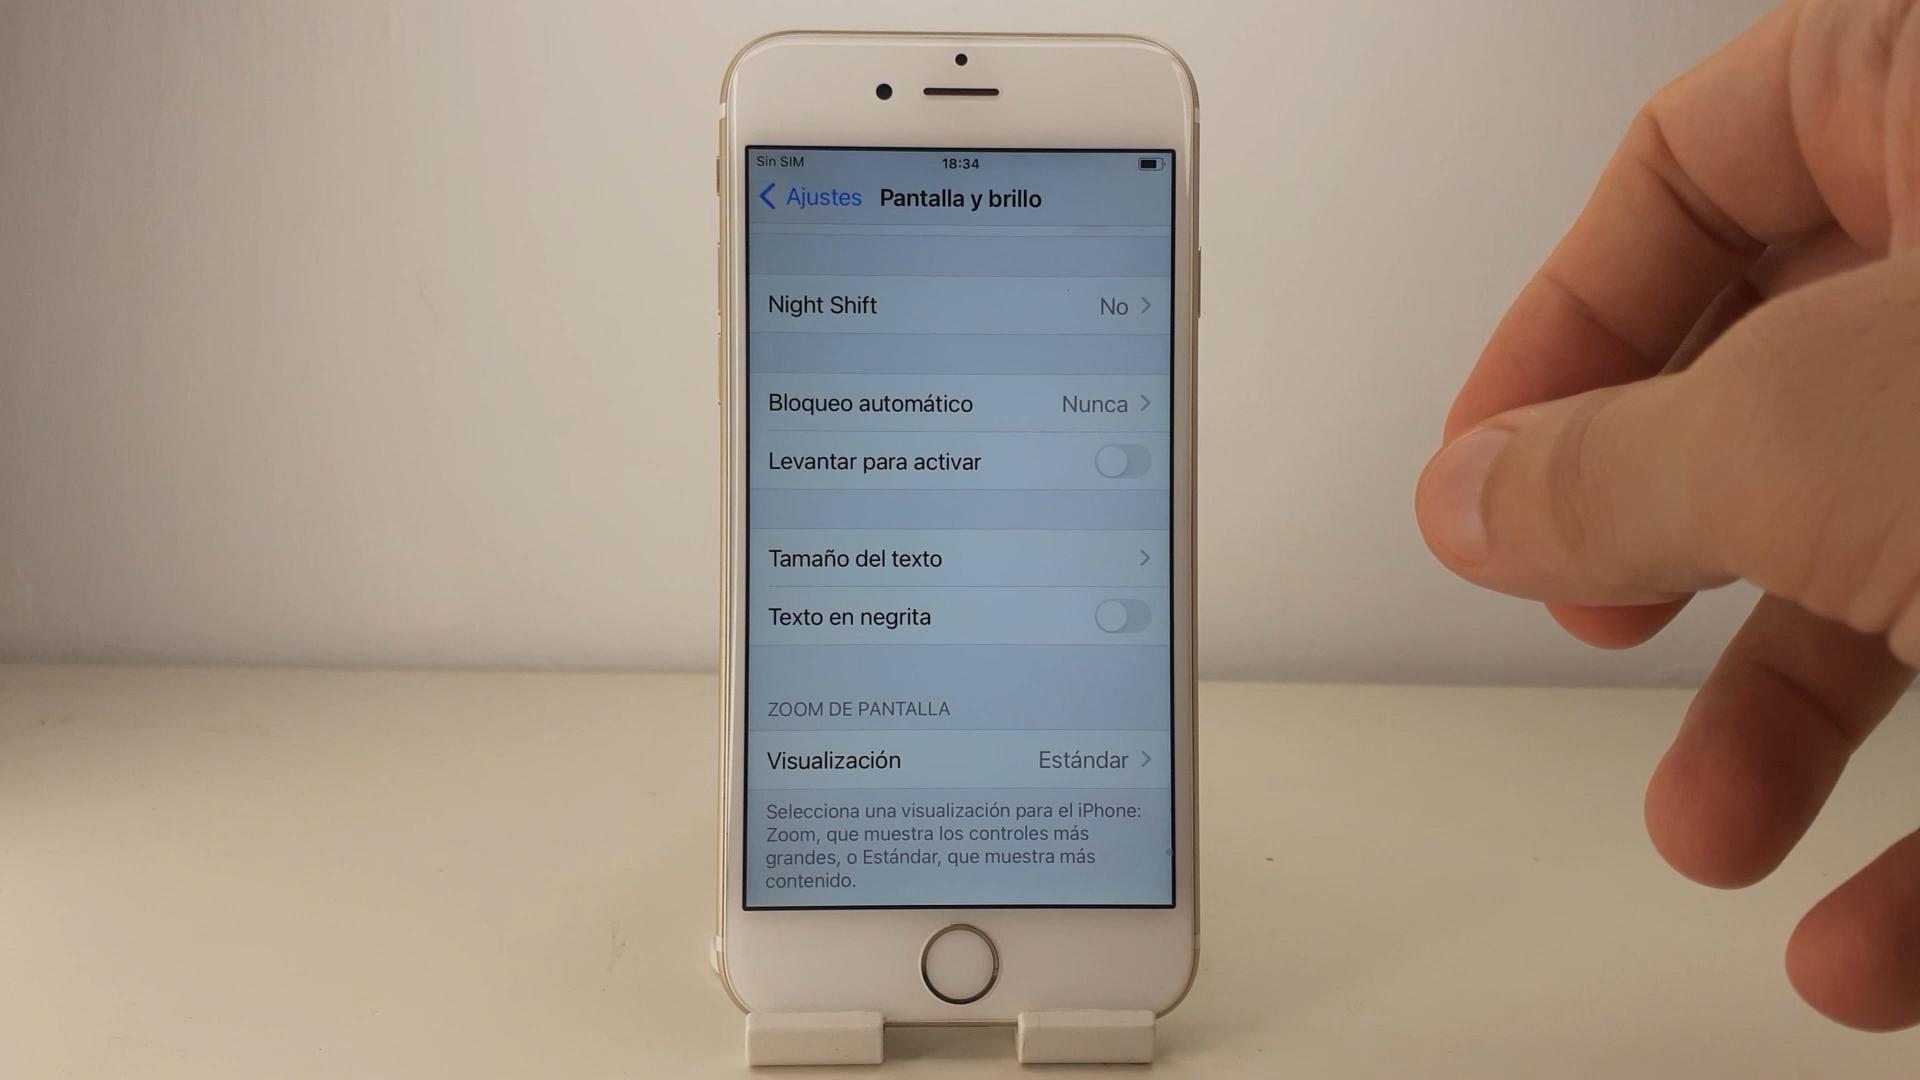 Sin SIM 18:34
Ajustes Pantalla y brillo
Night Shift No
Bloqueo automático Nunca
Levantar para activar
Tamaño del texto
Texto en negrita
ZOOM DE PANTALLA
Visualización Estándar
Selecciona una visualización para el iPhone:
Zoom, que muestra los controles más
grandes, o Estándar, que muestra más
contenido.